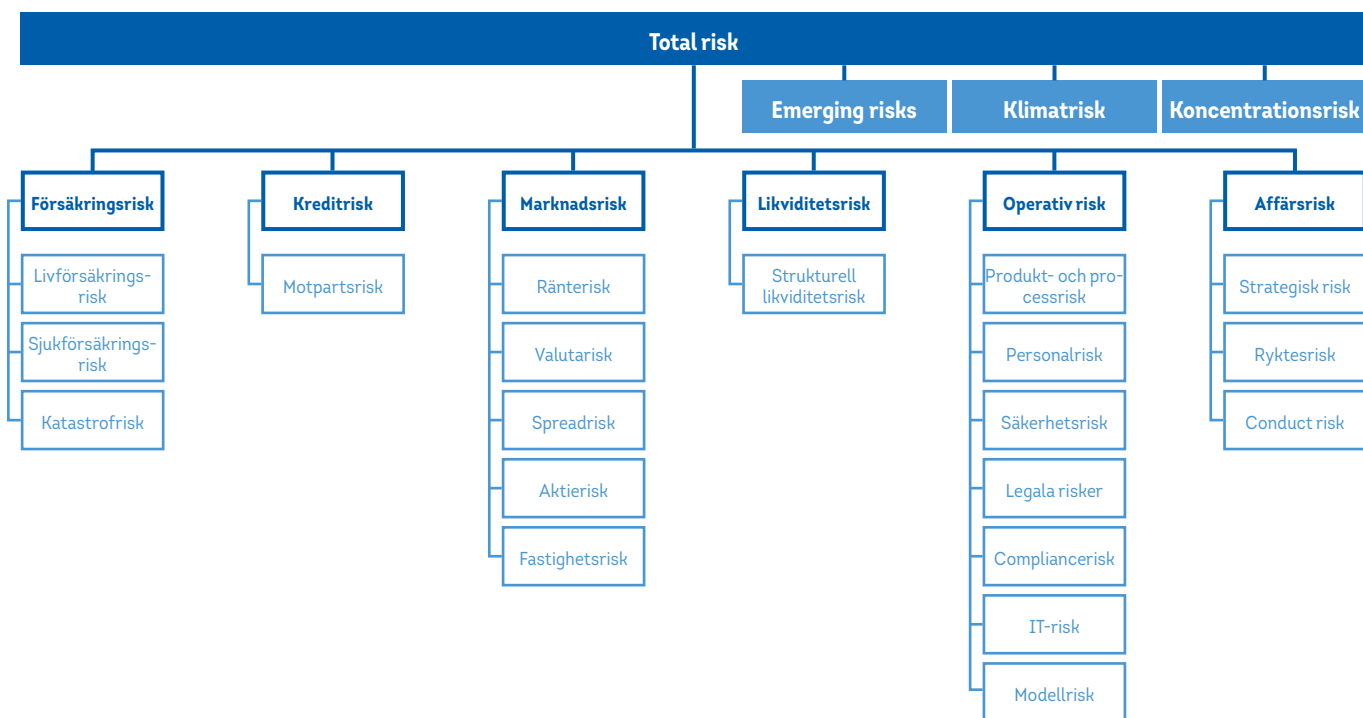 Total risk
Emerging risks
Klimatrisk
Koncentrationsrisk
Försäkringsrisk
Kreditrisk
Marknadsrisk
Likviditetsrisk
Operativ risk
Affärsrisk
Livförsäkrings-
risk
Sjukförsäkrings-
risk
Katastrofrisk
Motpartsrisk
Ränterisk
Valutarisk
Spreadrisk
Aktierisk
Fastighetsrisk
Strukturell
likviditetsrisk
Produkt- och pro-
cessrisk
Personalrisk
Säkerhetsrisk
Legala risker
Compliancerisk
IT-risk
Modellrisk
Strategisk risk
Ryktesrisk
Conduct risk